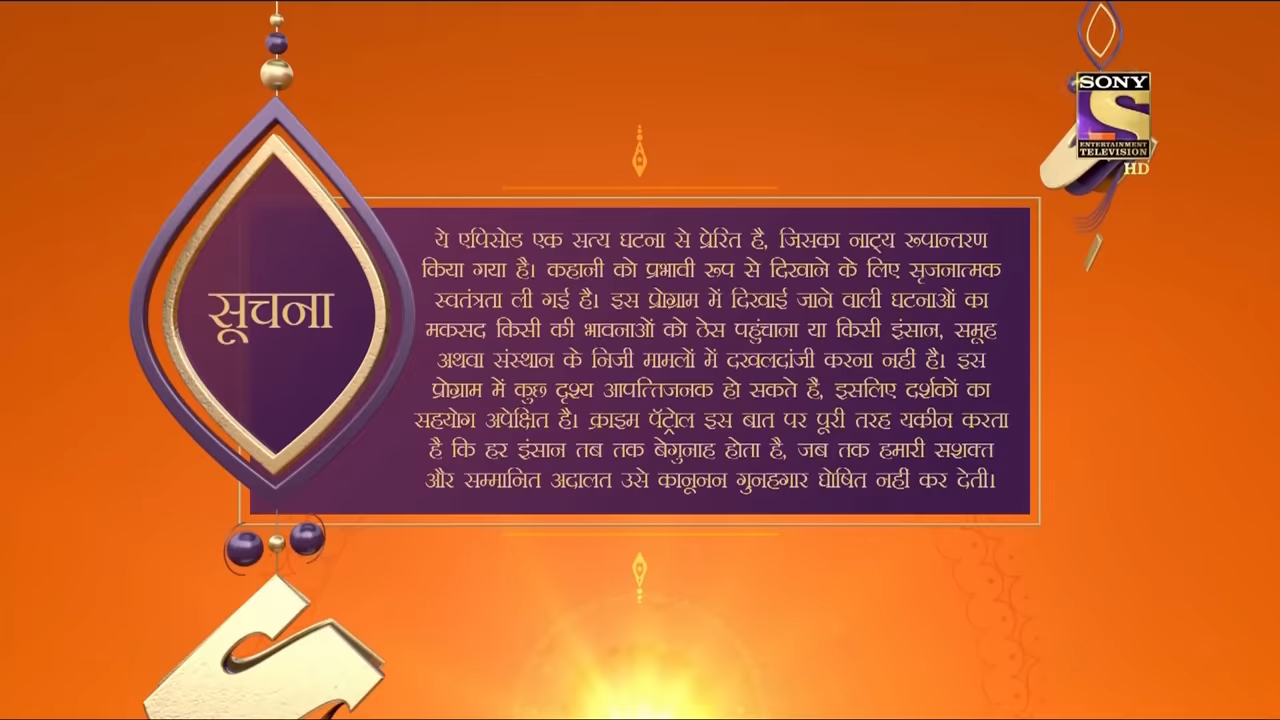 सूचना
ये एपिसोड एक सत्य घटना से प्रेरित है, जिसका नाट्य रूपान्तरण
किया गया है। कहानी को प्रभावी रूप से दिखाने के लिए सृजनात्मक
स्वतंत्रता ली गई है। इस प्रोग्राम में दिखाई जाने वाली घटनाओं का
मकसद किसी की भावनाओं को ठेस पहुंचाना या किसी इंसान, समूह
अथवा संस्थान के निजी मामलों में दखलदांजी करना नहीं है। इस
प्रोग्राम में कुछ दृश्य आपत्तिजनक हो सकते हैं, इसलिए दर्शकों का
सहयोग अपेक्षित है। क्राइम पॅट्रोल इस बात पर पूरी तरह यकीन करता
है कि हर इंसान तब तक बेगुनाह होता है, जब तक हमारी सशक्त
और सम्मानित अदालत उसे कानूनन गुनहगार घोषित नहीं कर देती।
SONY
ENTERTAINMENT
TELEVISION
HD